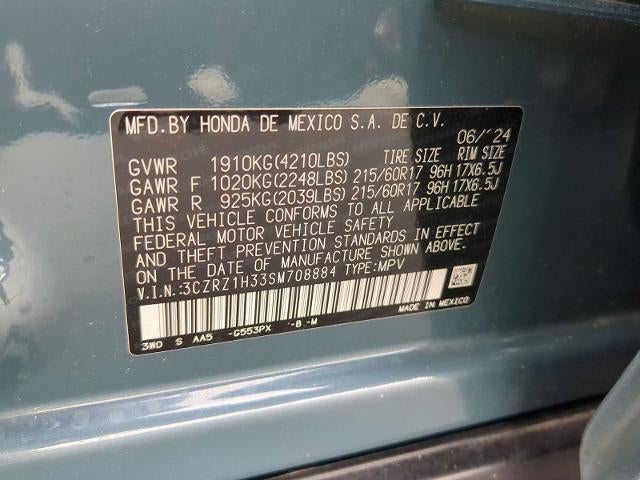 MFD.BY HONDA DE MEXICO S.A. DE C.V.
06/'24
GVWR 1910KG(4210LBS) TIRE SIZE RIM SIZE
GAWR F 1020KG(2248LBS) 215/60R17 96H 17X6.5J
GAWR R 925KG(2039LBS) 215/60R17 96H 17X6.5J
THIS VEHICLE CONFORMS TO ALL APPLICABLE
FEDERAL MOTOR VEHICLE SAFETY
AND THEFT PREVENTION STANDARDS IN EFFECT
ON THE DATE OF MANUFACTURE SHOWN ABOVE.
V.I.N.:3CZRZ1H33SM708884 TYPE:MPV
MADE IN MEXICO
3W0 S AA5 -G553PX -B -M